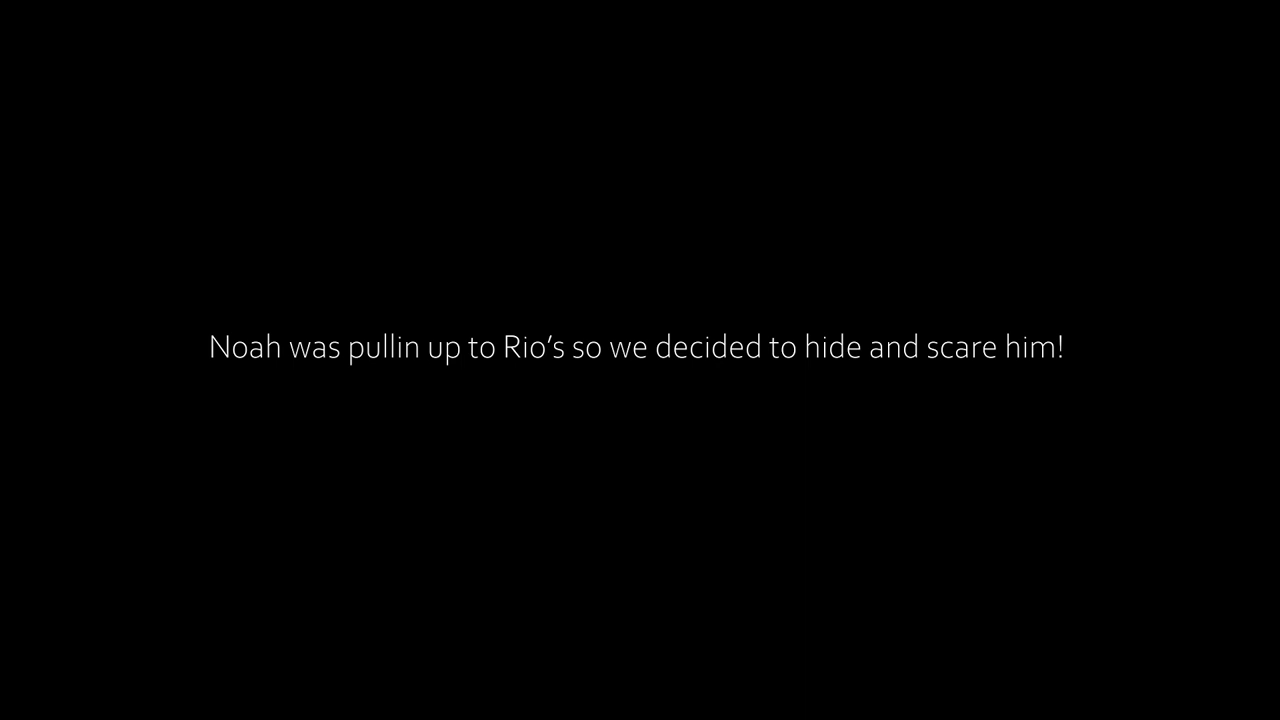 Noah was pullin up to Rio’s so we decided to hide and scare him!